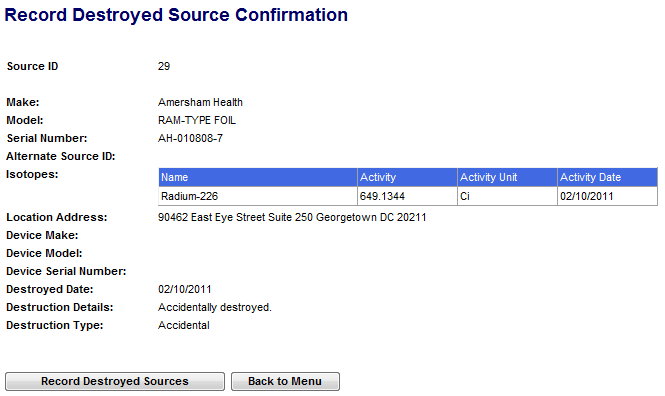 Record Destroyed Source Confirmation
Source ID 29
Make: Amersham Health
Model: RAM-TYPE FOIL
Serial Number: AH-010808-7
Alternate Source ID:
Isotopes:
Name Activity Activity Unit Activity Date
Radium-226 649.1344 Ci 02/10/2011
Location Address: 90462 East Eye Street Suite 250 Georgetown DC 20211
Device Make:
Device Model:
Device Serial Number:
Destroyed Date: 02/10/2011
Destruction Details: Accidentally destroyed.
Destruction Type: Accidental
Record Destroyed Sources Back to Menu